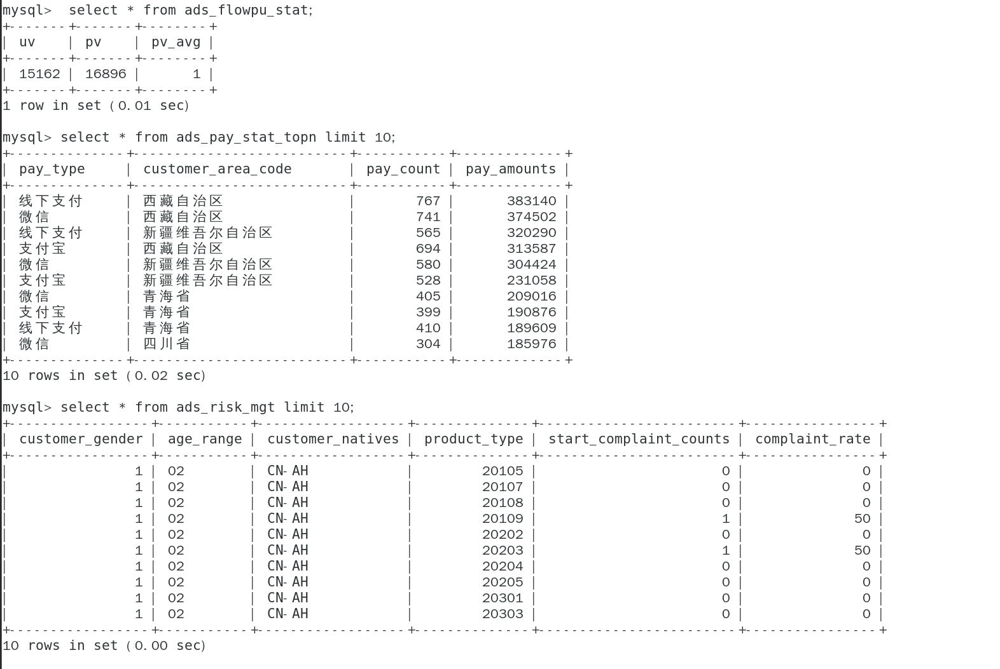 mysql>  select * from ads_flowpu_stat;
+-------+-------+--------+
| uv    | pv    | pv_avg |
+-------+-------+--------+
| 15162 | 16896 |      1 |
+-------+-------+--------+
1 row in set (0.01 sec)

mysql> select * from ads_pay_stat_topn limit 10;
+--------------+--------------------------+-----------+-------------+
| pay_type     | customer_area_code       | pay_count | pay_amounts |
+--------------+--------------------------+-----------+-------------+
| 线下支付     | 西藏自治区               |       767 |      383140 |
| 微信         | 西藏自治区               |       741 |      374502 |
| 线下支付     | 新疆维吾尔自治区         |       565 |      320290 |
| 支付宝       | 西藏自治区               |       694 |      313587 |
| 微信         | 新疆维吾尔自治区         |       580 |      304424 |
| 支付宝       | 新疆维吾尔自治区         |       528 |      231058 |
| 微信         | 青海省                   |       405 |      209016 |
| 支付宝       | 青海省                   |       399 |      190876 |
| 线下支付     | 青海省                   |       410 |      189609 |
| 微信         | 四川省                   |       304 |      185976 |
+--------------+--------------------------+-----------+-------------+
10 rows in set (0.02 sec)

mysql> select * from ads_risk_mgt limit 10;
+-----------------+-----------+------------------+--------------+------------------------+----------------+
| customer_gender | age_range | customer_natives | product_type | start_complaint_counts | complaint_rate |
+-----------------+-----------+------------------+--------------+------------------------+----------------+
|               1 | 02        | CN-AH            |        20105 |                      0 |              0 |
|               1 | 02        | CN-AH            |        20107 |                      0 |              0 |
|               1 | 02        | CN-AH            |        20108 |                      0 |              0 |
|               1 | 02        | CN-AH            |        20109 |                      1 |             50 |
|               1 | 02        | CN-AH            |        20202 |                      0 |              0 |
|               1 | 02        | CN-AH            |        20203 |                      1 |             50 |
|               1 | 02        | CN-AH            |        20204 |                      0 |              0 |
|               1 | 02        | CN-AH            |        20205 |                      0 |              0 |
|               1 | 02        | CN-AH            |        20301 |                      0 |              0 |
|               1 | 02        | CN-AH            |        20303 |                      0 |              0 |
+-----------------+-----------+------------------+--------------+------------------------+----------------+
10 rows in set (0.00 sec)